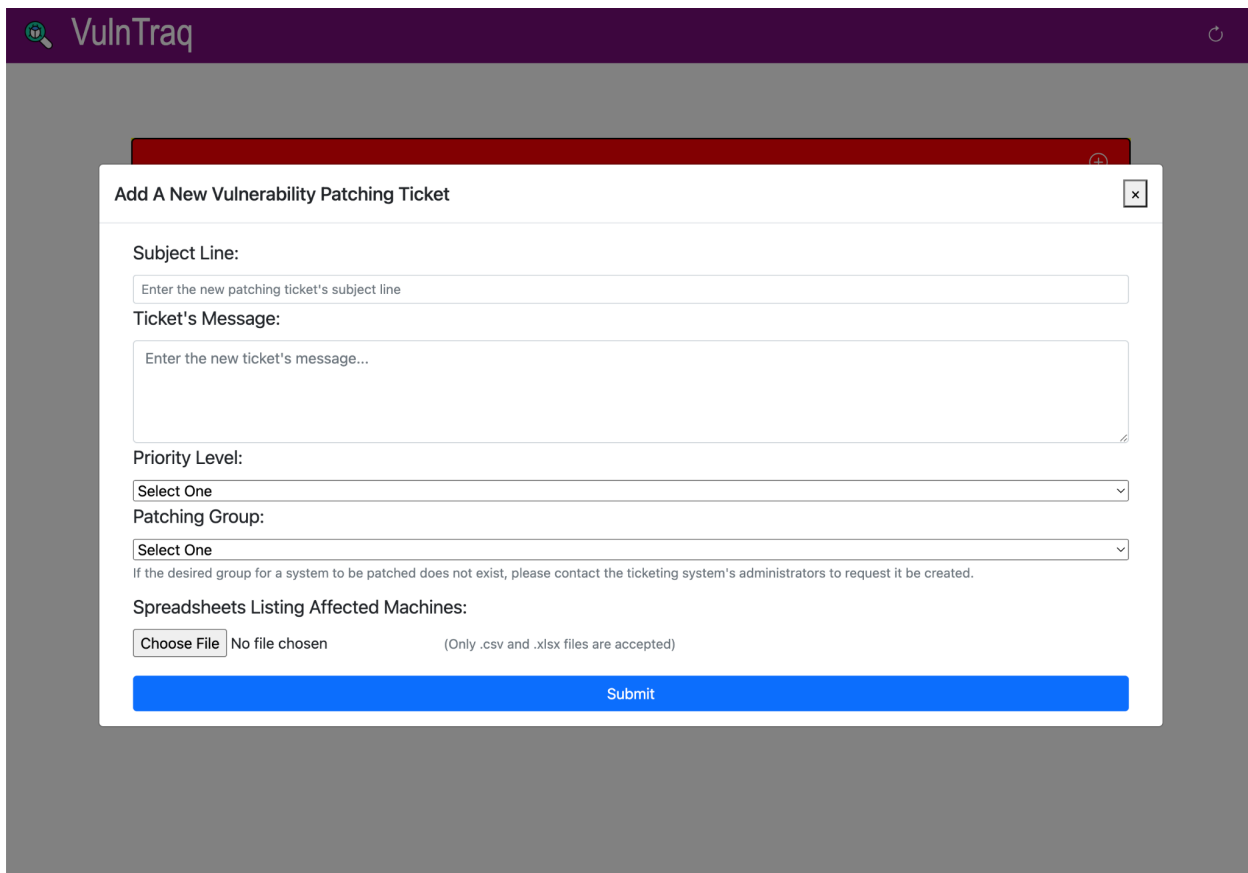 VulnTraq
Add A New Vulnerability Patching Ticket
×
Subject Line:
Enter the new patching ticket's subject line
Ticket's Message:
Enter the new ticket's message...
Priority Level:
Select One
Patching Group:
Select One
If the desired group for a system to be patched does not exist, please contact the ticketing system's administrators to request it be created.
Spreadsheets Listing Affected Machines:
Choose File No file chosen (Only .csv and .xlsx files are accepted)
Submit